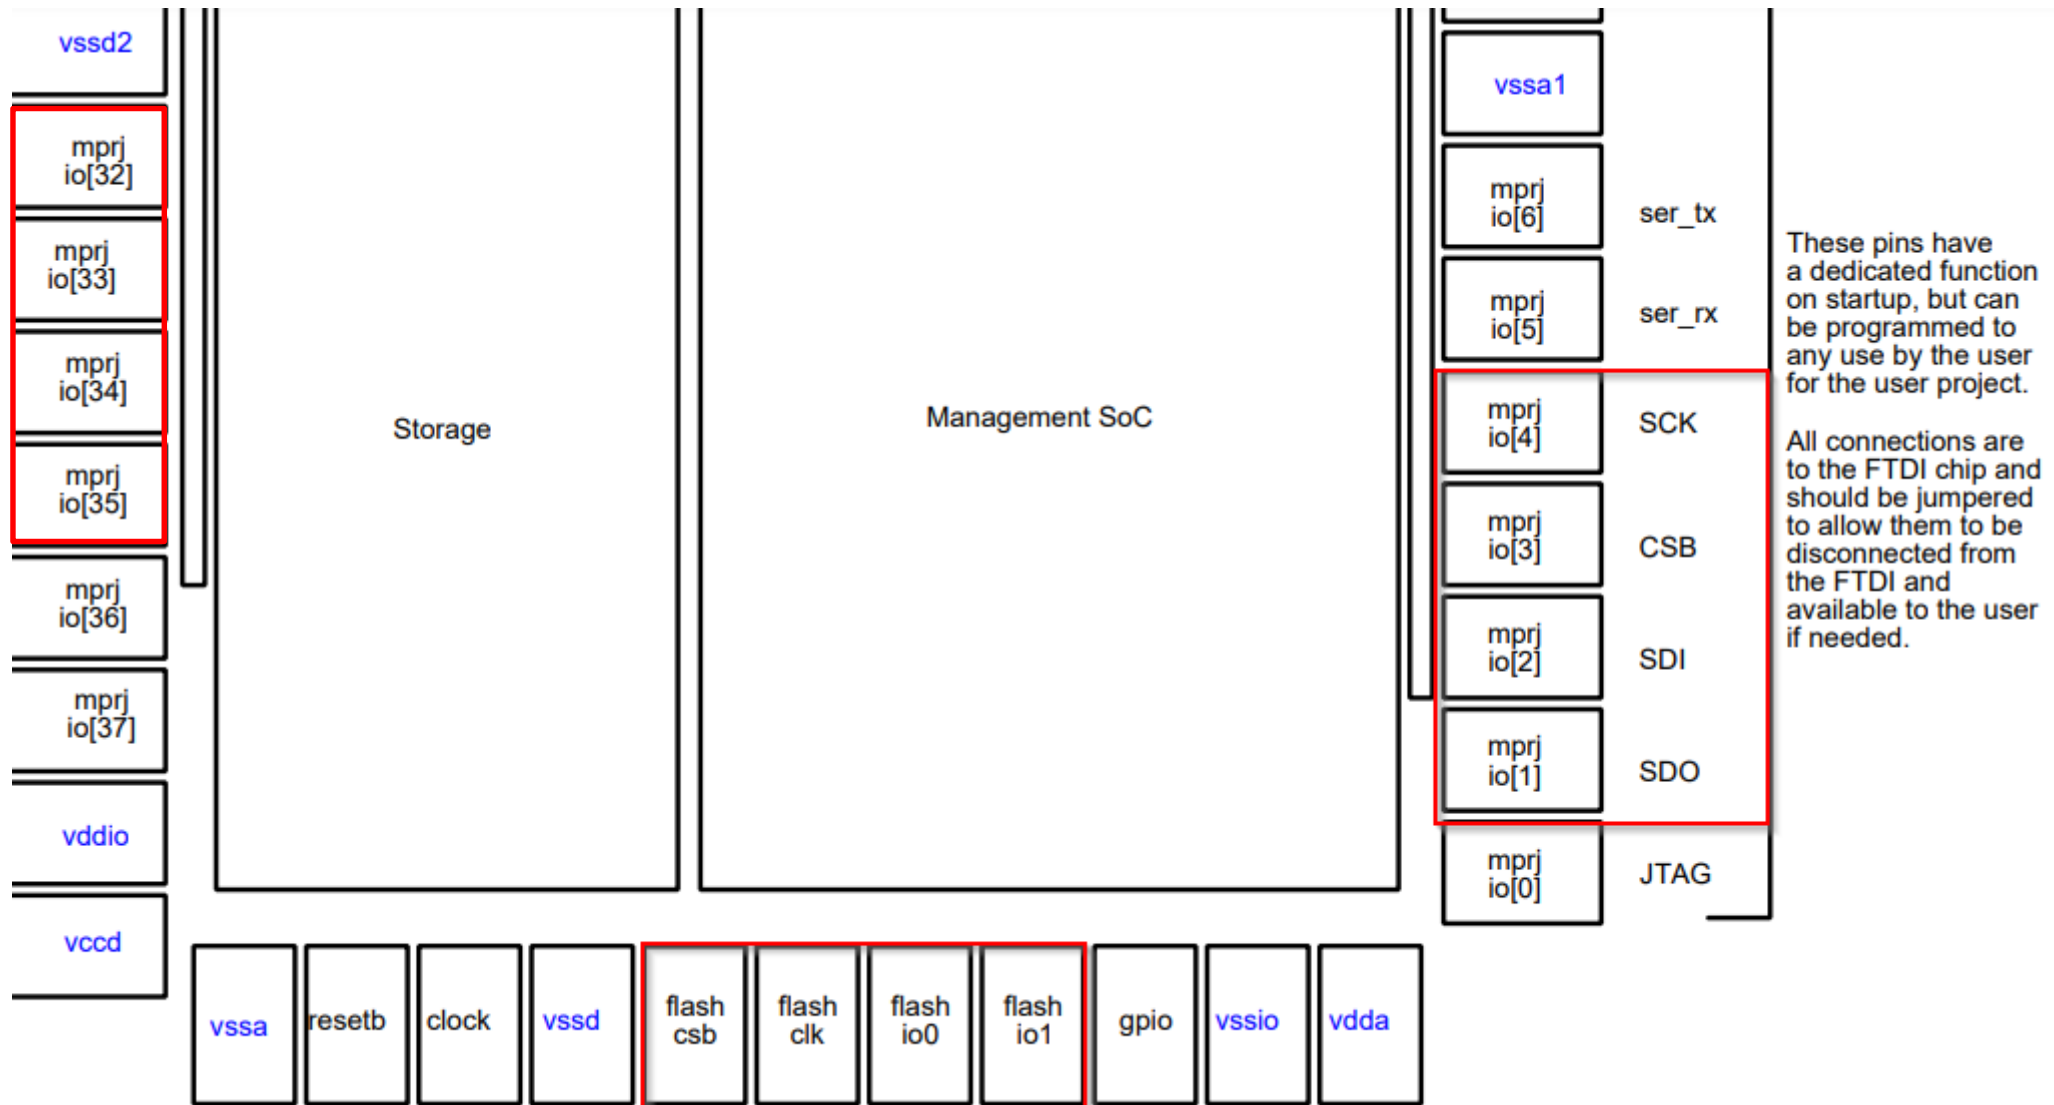 vssd2
mprj
io[32]
mprj
io[33]
mprj
io[34]
mprj
io[35]
mprj
io[36]
mprj
io[37]
vddio
vccd
Storage
Management SoC
vssa1
mprj
io[6]
ser_tx
mprj
io[5]
ser_rx
mprj
io[4]
SCK
mprj
io[3]
CSB
mprj
io[2]
SDI
mprj
io[1]
SDO
mprj
io[0]
JTAG
These pins have
a dedicated function
on startup, but can
be programmed to
any use by the user
for the user project.
All connections are
to the FTDI chip and
should be jumpered
to allow them to be
disconnected from
the FTDI and
available to the user
if needed.
vssa
resetb
clock
vssd
flash
csb
flash
clk
flash
io0
flash
io1
gpio
vssio
vdda